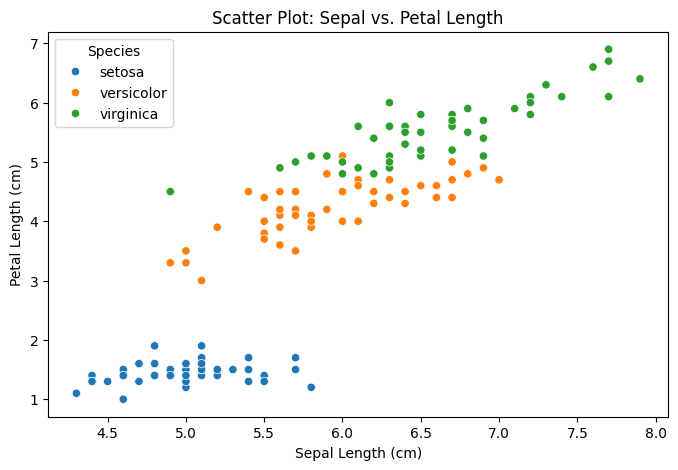 Scatter Plot: Sepal vs. Petal Length
Species
setosa
versicolor
virginica
7
6
5
4
3
2
1
Petal Length (cm)
4.5 5.0 5.5 6.0 6.5 7.0 7.5 8.0
Sepal Length (cm)